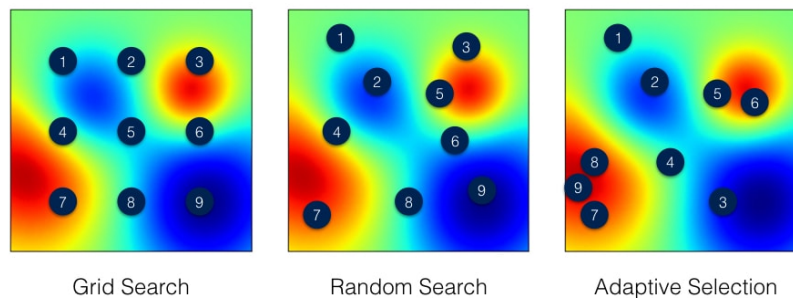 1 2 3
4 5 6
7 8 9
Grid Search
1 3
2 5
4 6
7 8 9
Random Search
1
2 5 6
8 4
9 3
7
Adaptive Selection